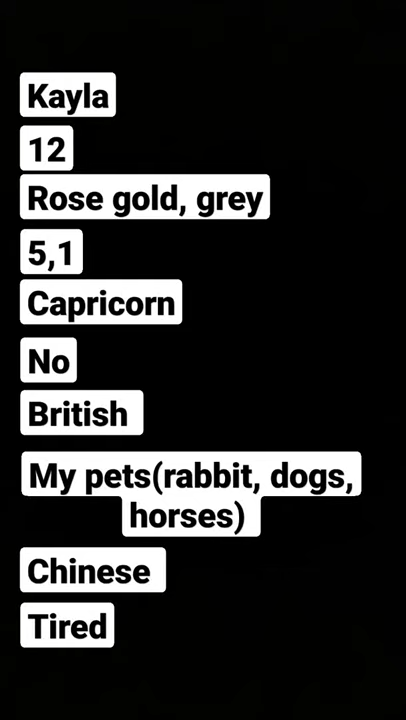 Kayla
12
Rose gold, grey
5,1
Capricorn
No
British
My pets(rabbit, dogs,
horses)
Chinese
Tired